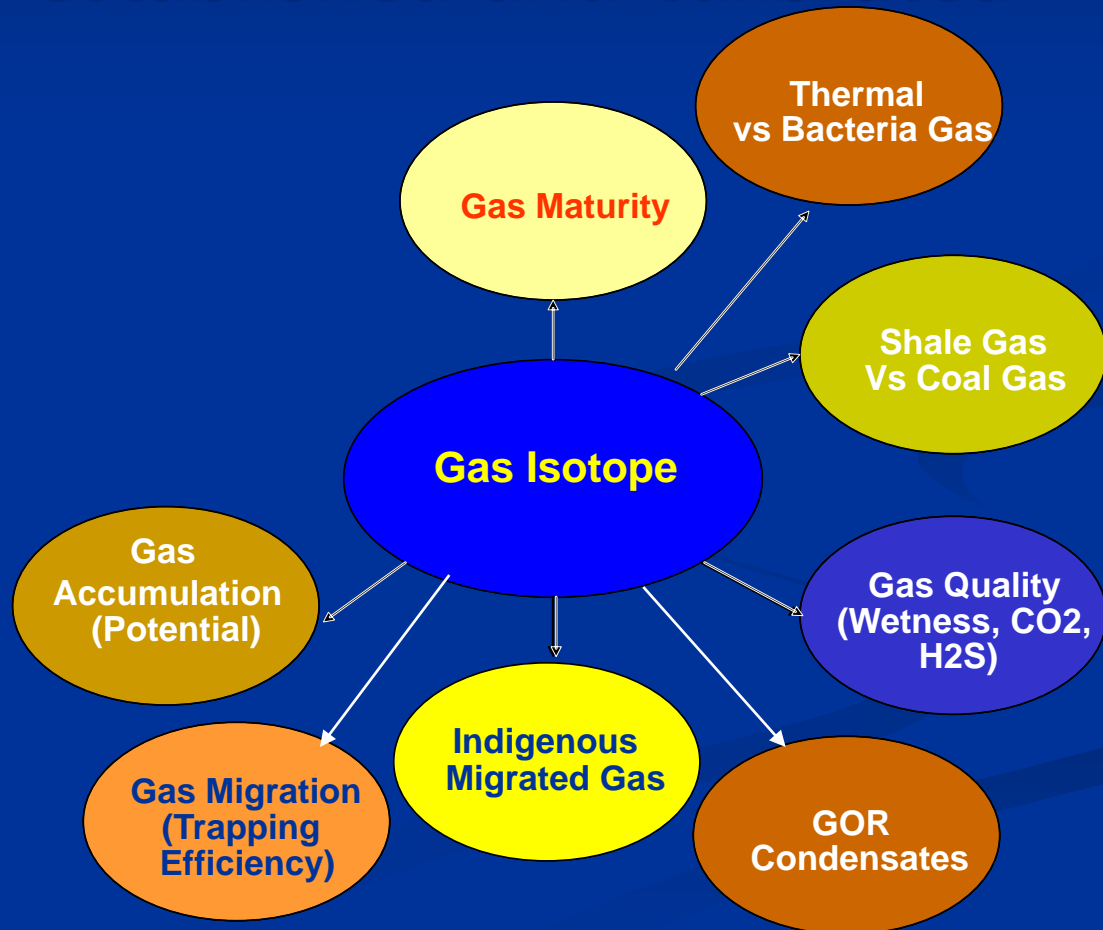 Thermal
vs Bacteria Gas
Gas Maturity
Shale Gas
Vs Coal Gas
Gas Isotope
Gas
Accumulation
(Potential)
Gas Quality
(Wetness, CO2,
H2S)
Indigenous
Migrated Gas
Gas Migration
(Trapping
Efficiency)
GOR
Condensates